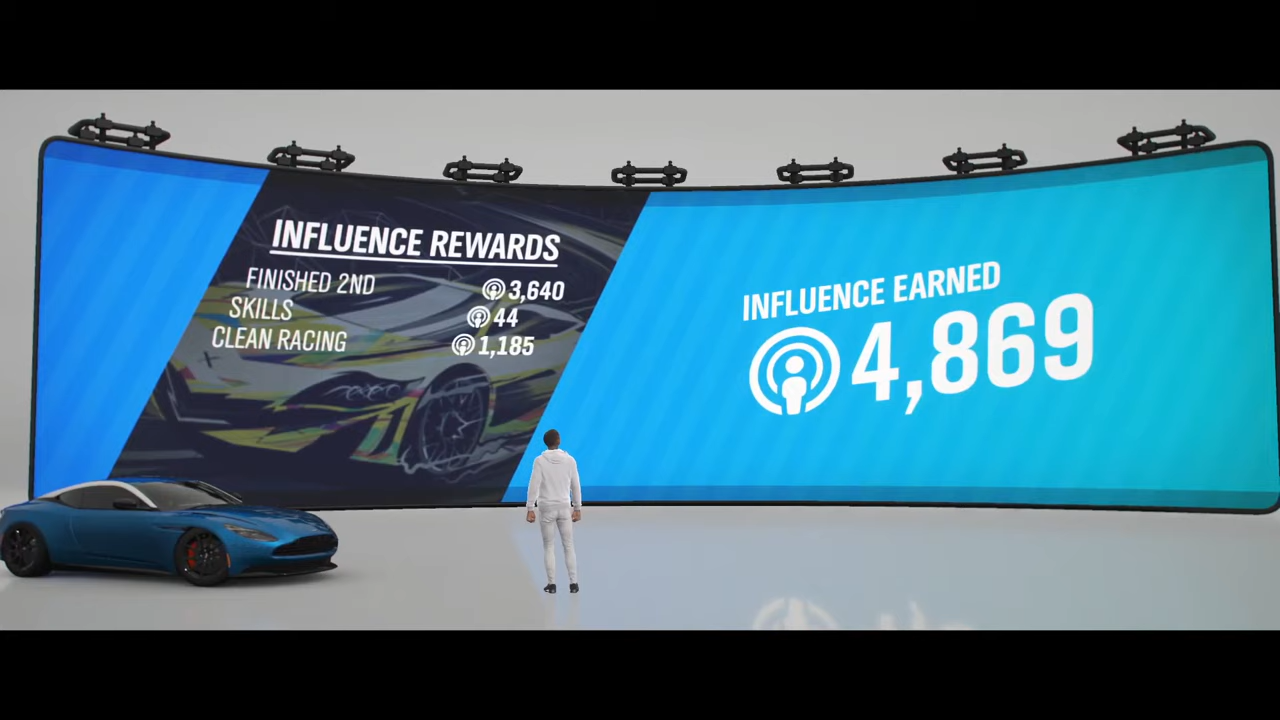 INFLUENCE REWARDS
FINISHED 2ND 3,640
SKILLS 44
CLEAN RACING 1,185
INFLUENCE EARNED
4,869